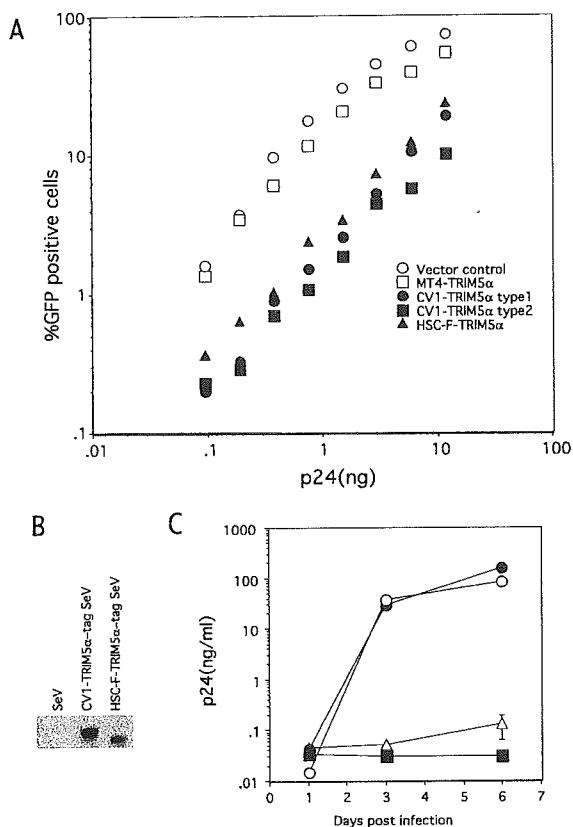 A
100
10
1
.1
%GFP positive cells
Vector control
MT4-TRIM5α
CV1-TRIM5α type1
CV1-TRIM5α type2
HSC-F-TRIM5α
.01
.1
1
10
100
p24(ng)
B
SeV
CV1-TRIM5α-tag SeV
HSC-F-TRIM5α-tag SeV
C
1000
100
10
1
.1
.01
p24(ng/ml)
0 1 2 3 4 5 6 7
Days post infection